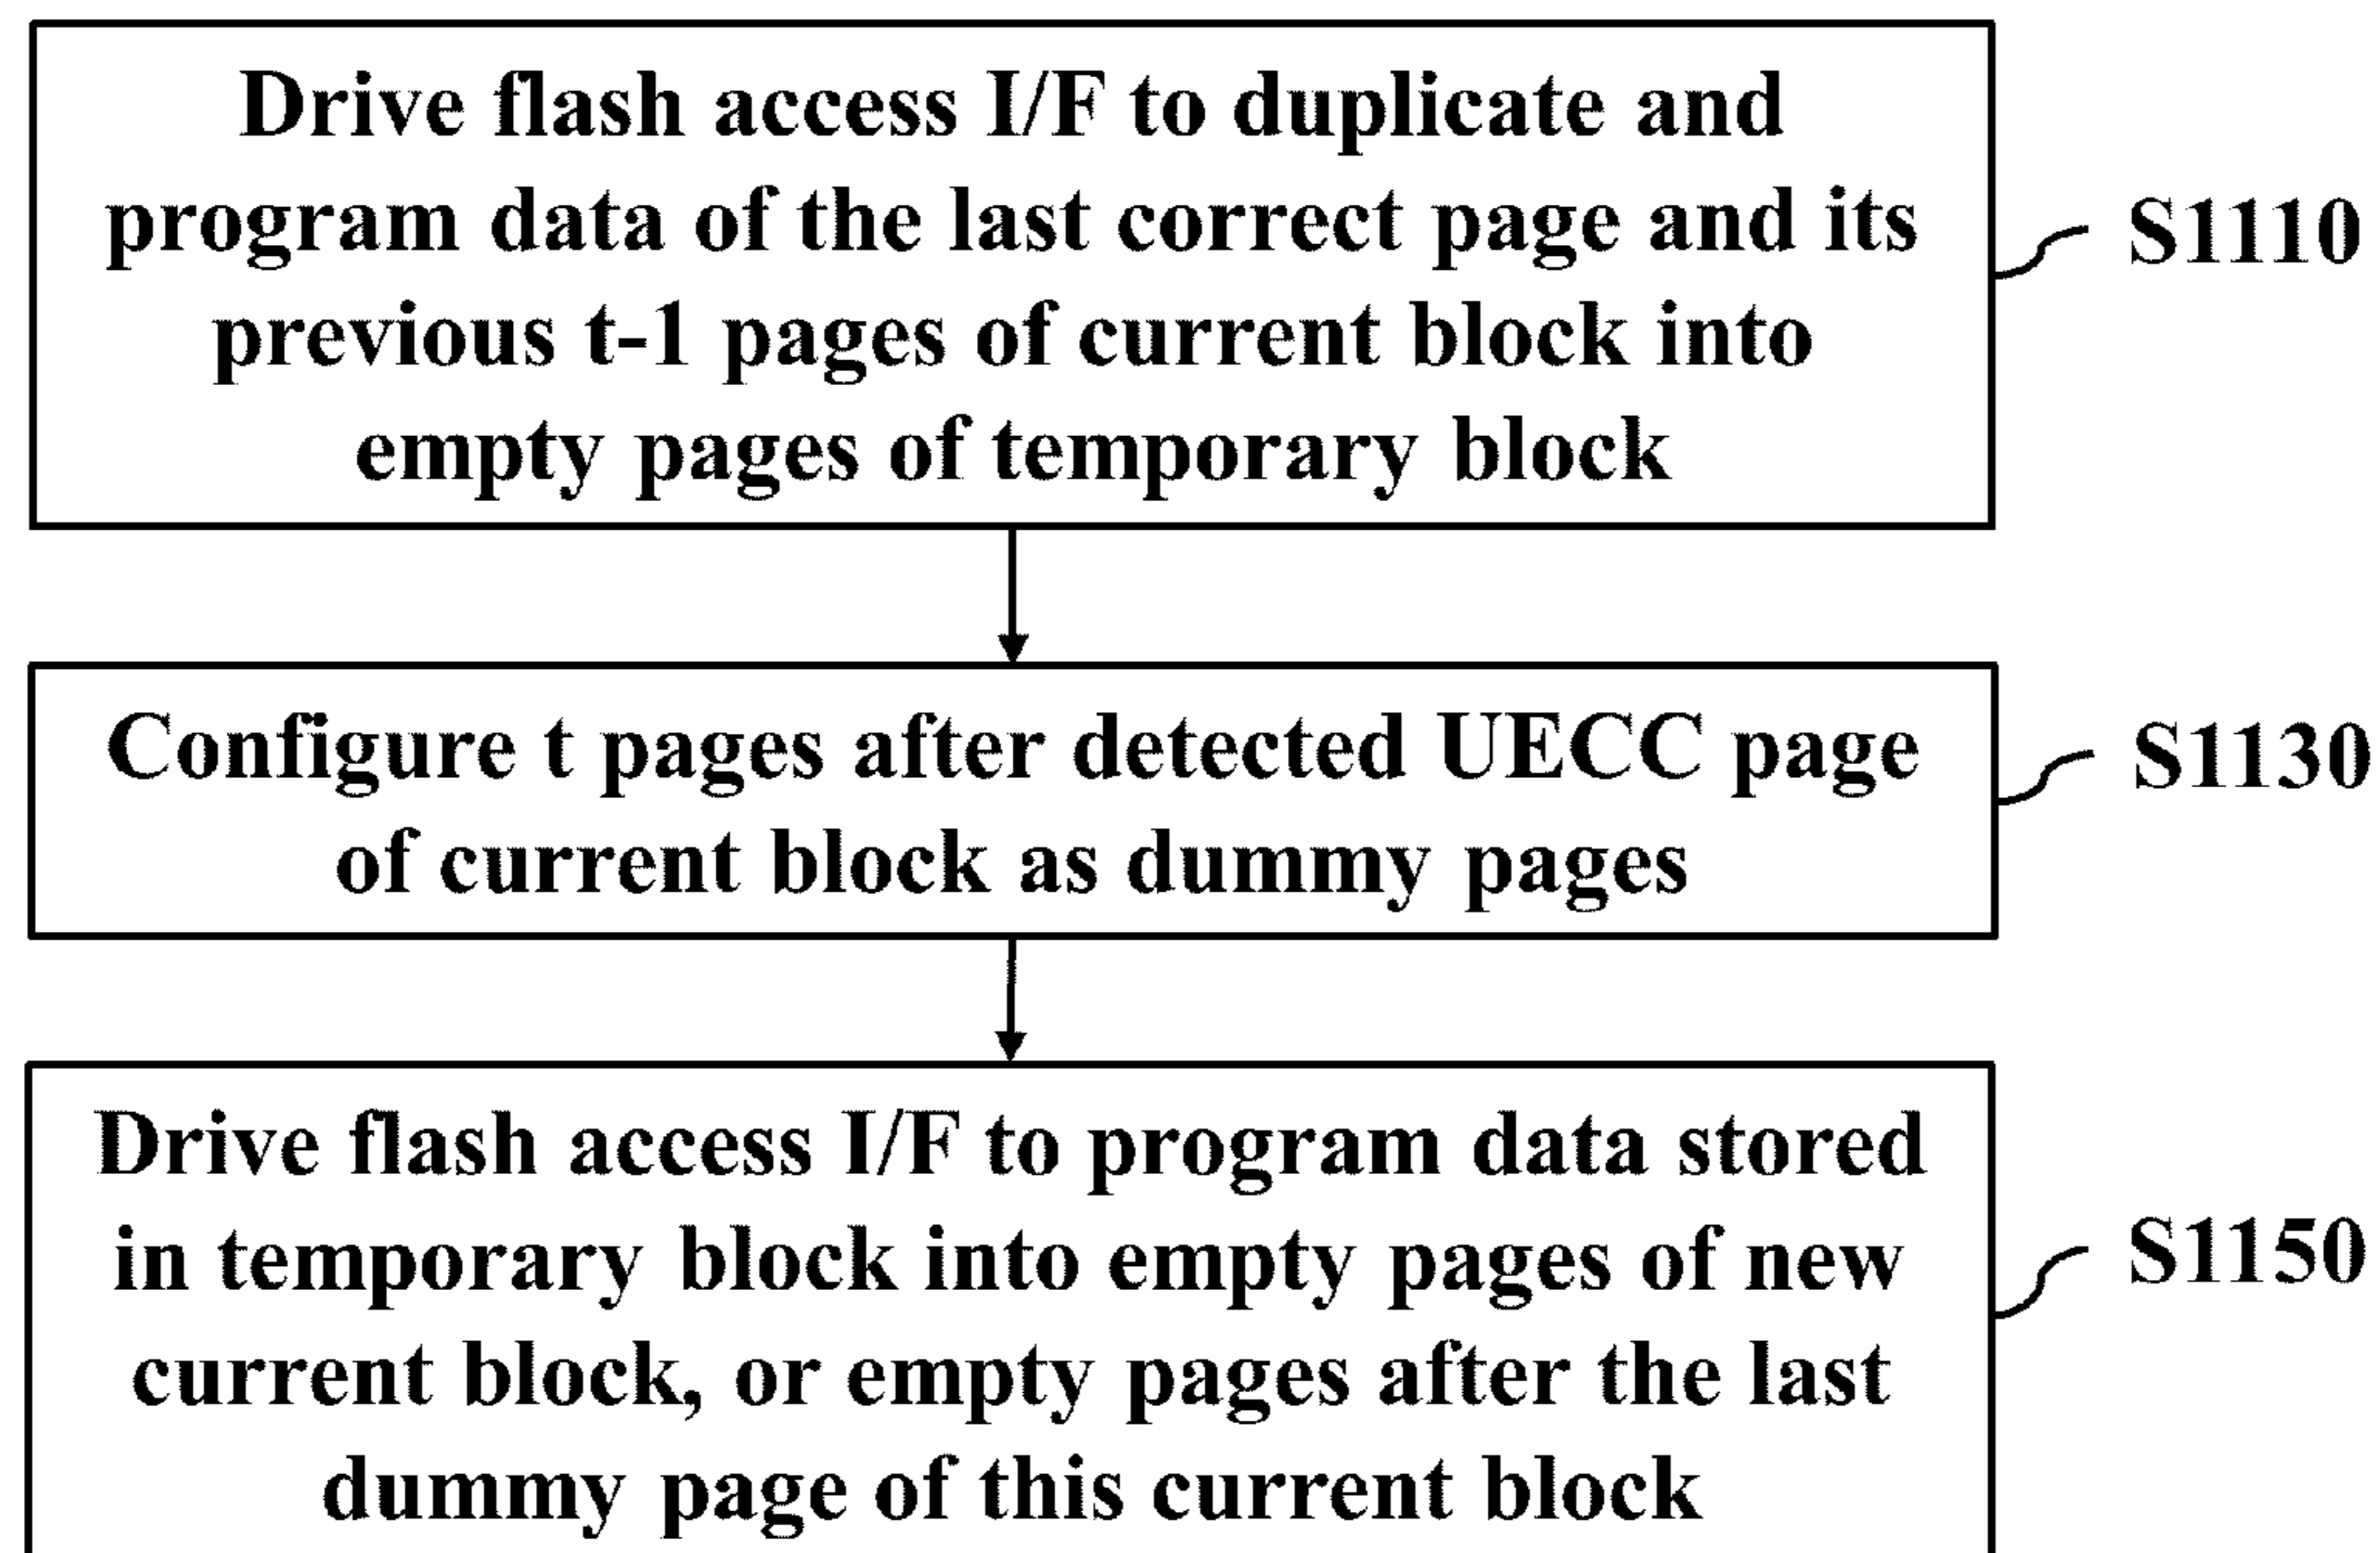 Drive flash access I/F to duplicate and
program data of the last correct page and its
previous t-1 pages of current block into
empty pages of temporary block
S1110
Configure t pages after detected UECC page
of current block as dummy pages
S1130
Drive flash access I/F to program data stored
in temporary block into empty pages of new
current block, or empty pages after the last
dummy page of this current block
S1150